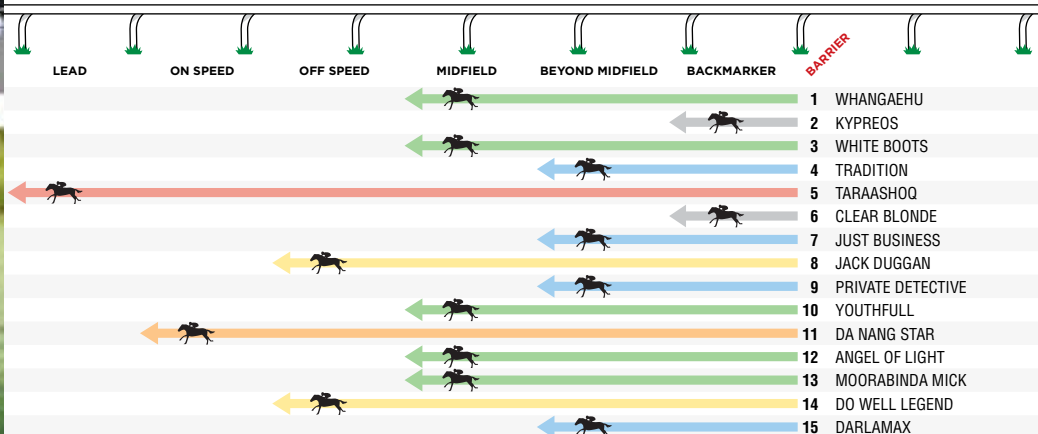 BARRIER
LEAD ON SPEED OFF SPEED MIDFIELD BEYOND MIDFIELD BACKMARKER
1 WHANGAEHU
2 KYPREOS
3 WHITE BOOTS
4 TRADITION
5 TARAASHOQ
6 CLEAR BLONDE
7 JUST BUSINESS
8 JACK DUGGAN
9 PRIVATE DETECTIVE
10 YOUTHFULL
11 DA NANG STAR
12 ANGEL OF LIGHT
13 MOORABINDA MICK
14 DO WELL LEGEND
15 DARLAMAX